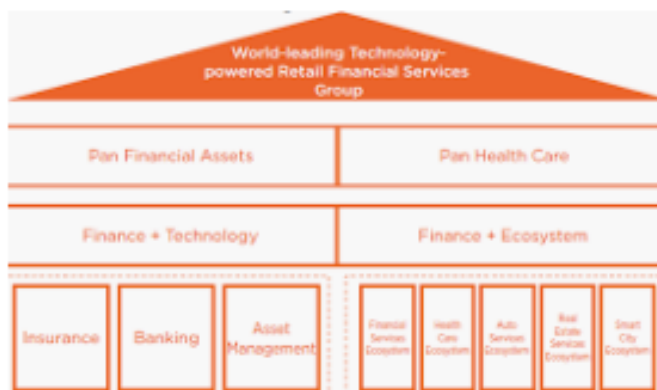 World-leading Technology-
powered Retail Financial Services
Group
Pan Financial Assets
Pan Health Care
Finance + Technology
Finance + Ecosystem
Insurance
Banking
Asset
Management
Financial
Services
Ecosystem
Health
Care
Ecosystem
Auto
Services
Ecosystem
Real
Estate
Services
Ecosystem
Smart
City
Ecosystem